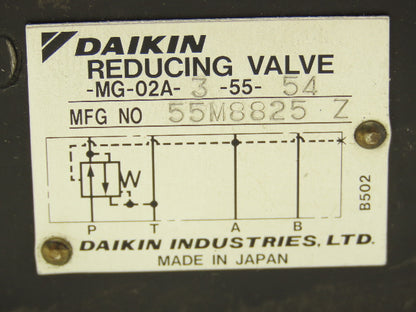 DAIKIN
REDUCING VALVE
-MG-02A- 3 -55- 54
MFG NO 55M8825 Z
P T A B
B502
DAIKIN INDUSTRIES, LTD.
MADE IN JAPAN